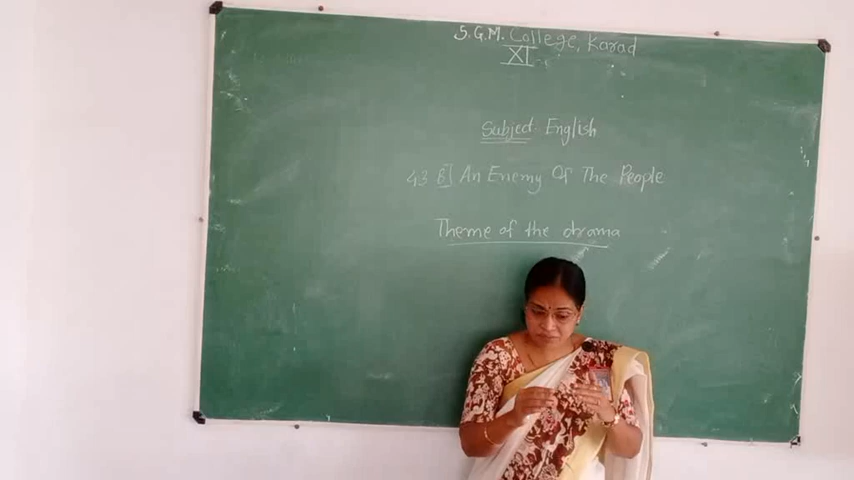 S.G.M. College, Karad
XI
Subject English
4.3 B] An Enemy Of The People
Theme of the drama